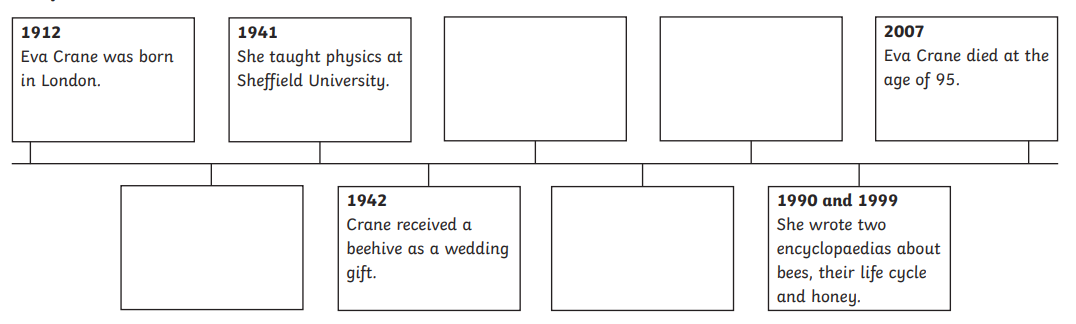 1912
Eva Crane was born
in London.
1941
She taught physics at
Sheffield University.
2007
Eva Crane died at the
age of 95.
1942
Crane received a
beehive as a wedding
gift.
1990 and 1999
She wrote two
encyclopaedias about
bees, their life cycle
and honey.